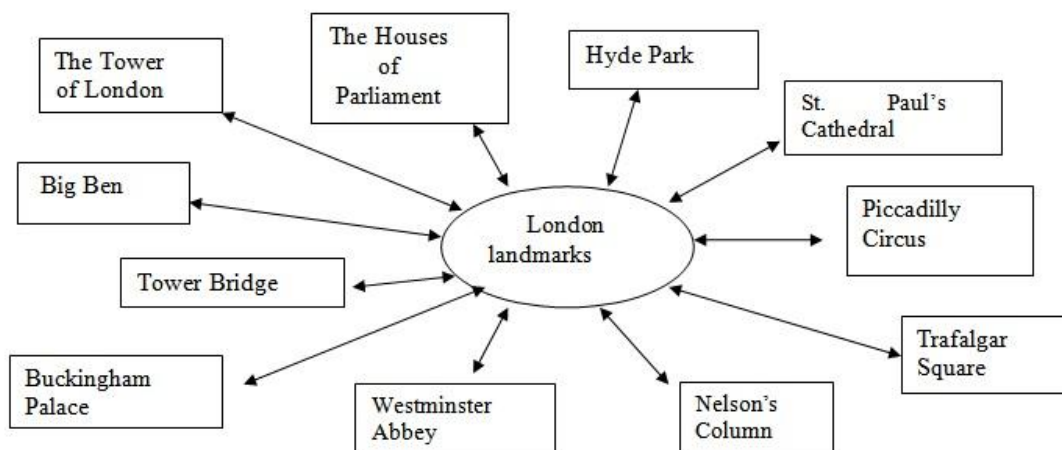 The Tower
of London
The Houses
of
Parliament
Hyde Park
St. Paul's
Cathedral
Big Ben
London
landmarks
Piccadilly
Circus
Tower Bridge
Trafalgar
Square
Buckingham
Palace
Westminster
Abbey
Nelson's
Column